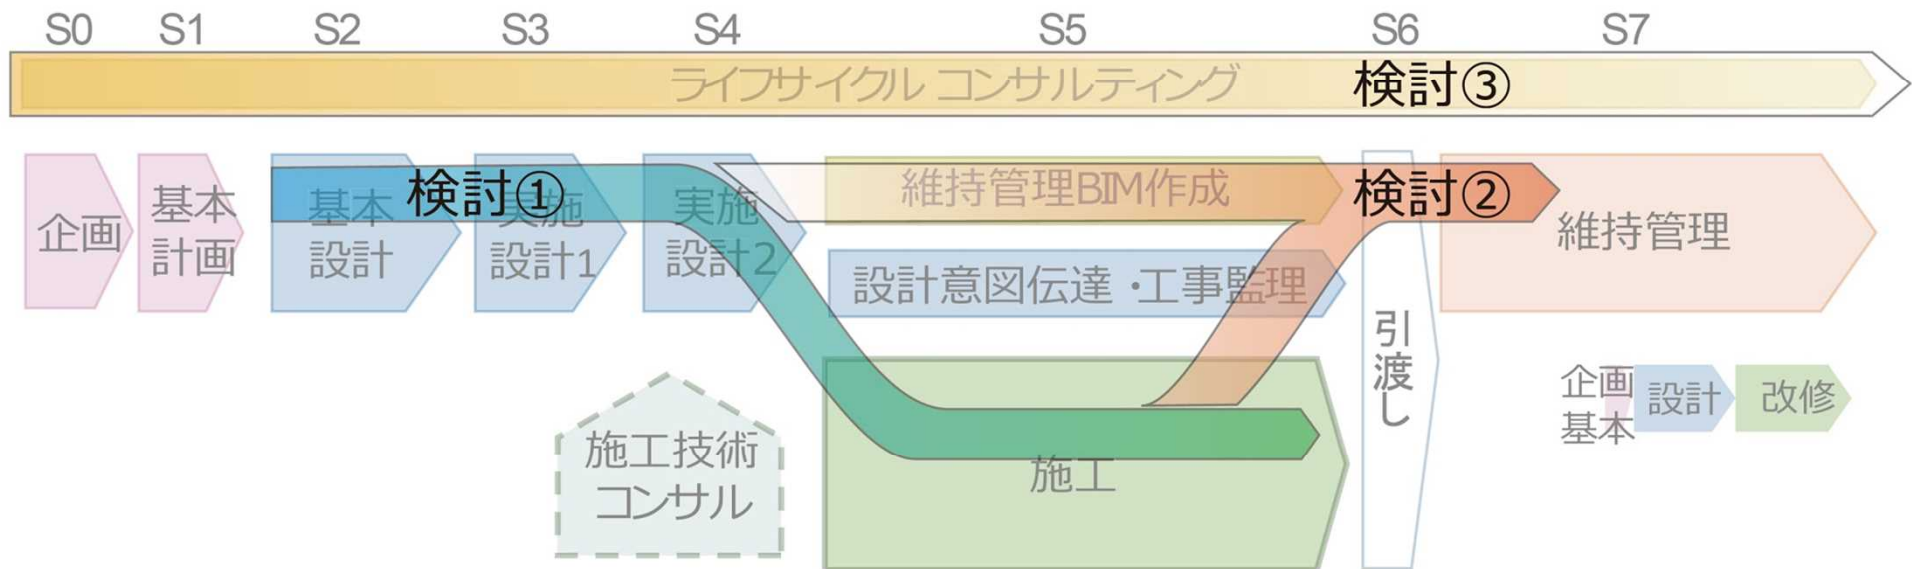 S0 S1 S2 S3 S4 S5 S6 S7
ライフサイクル コンサルティング
検討③
企画
基本
計画
基本
設計
検討①
実施
設計1
実施
設計2
維持管理BIM作成
検討②
設計意図伝達・工事監理
維持管理
引渡し
施工技術
コンサル
施工
企画
基本
設計
改修